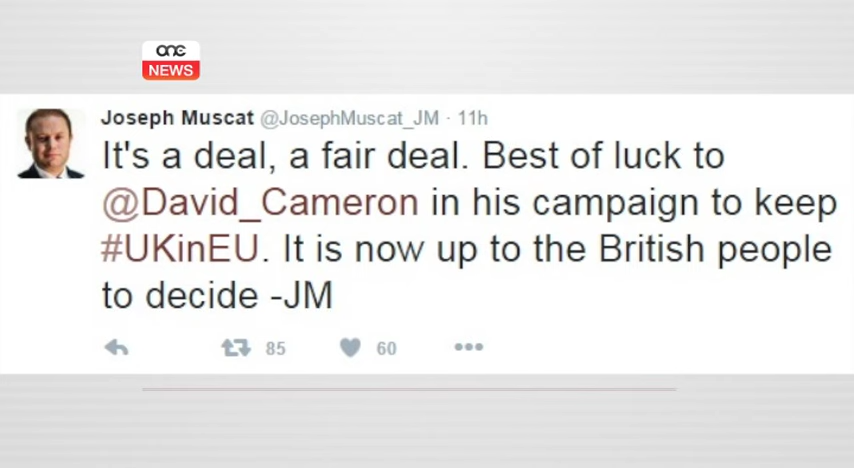 one
NEWS
Joseph Muscat @JosephMuscat_JM · 11h
It's a deal, a fair deal. Best of luck to
@David_Cameron in his campaign to keep
#UKinEU. It is now up to the British people
to decide -JM
85 60